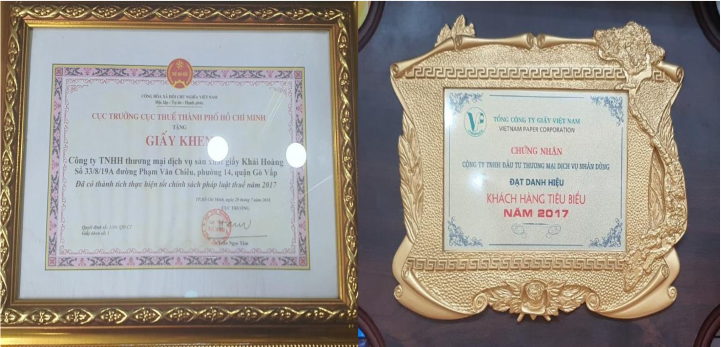 CỘNG HÒA XÃ HỘI CHỦ NGHĨA VIỆT NAM
Độc lập - Tự do - Hạnh phúc
CỤC TRƯỞNG CỤC THUẾ THÀNH PHỐ HỒ CHÍ MINH
TẶNG
GIẤY KHEN
Công ty TNHH thương mại dịch vụ sản xuất giấy Khải Hoàng
Số 33/8/19A đường Phạm Văn Chiêu, phường 14, quận Gò Vấp
Đã có thành tích thực hiện tốt chính sách pháp luật thuế năm 2017
CỤC TRƯỞNG
Quyết định số
TỔNG CÔNG TY GIẤY VIỆT NAM
VIETNAM PAPER CORPORATION
CHỨNG NHẬN
CÔNG TY TNHH ĐẦU TƯ THƯƠNG MẠI DỊCH VỤ NHÂN DŨNG
ĐẠT DANH HIỆU
KHÁCH HÀNG TIÊU BIỂU
NĂM 2017